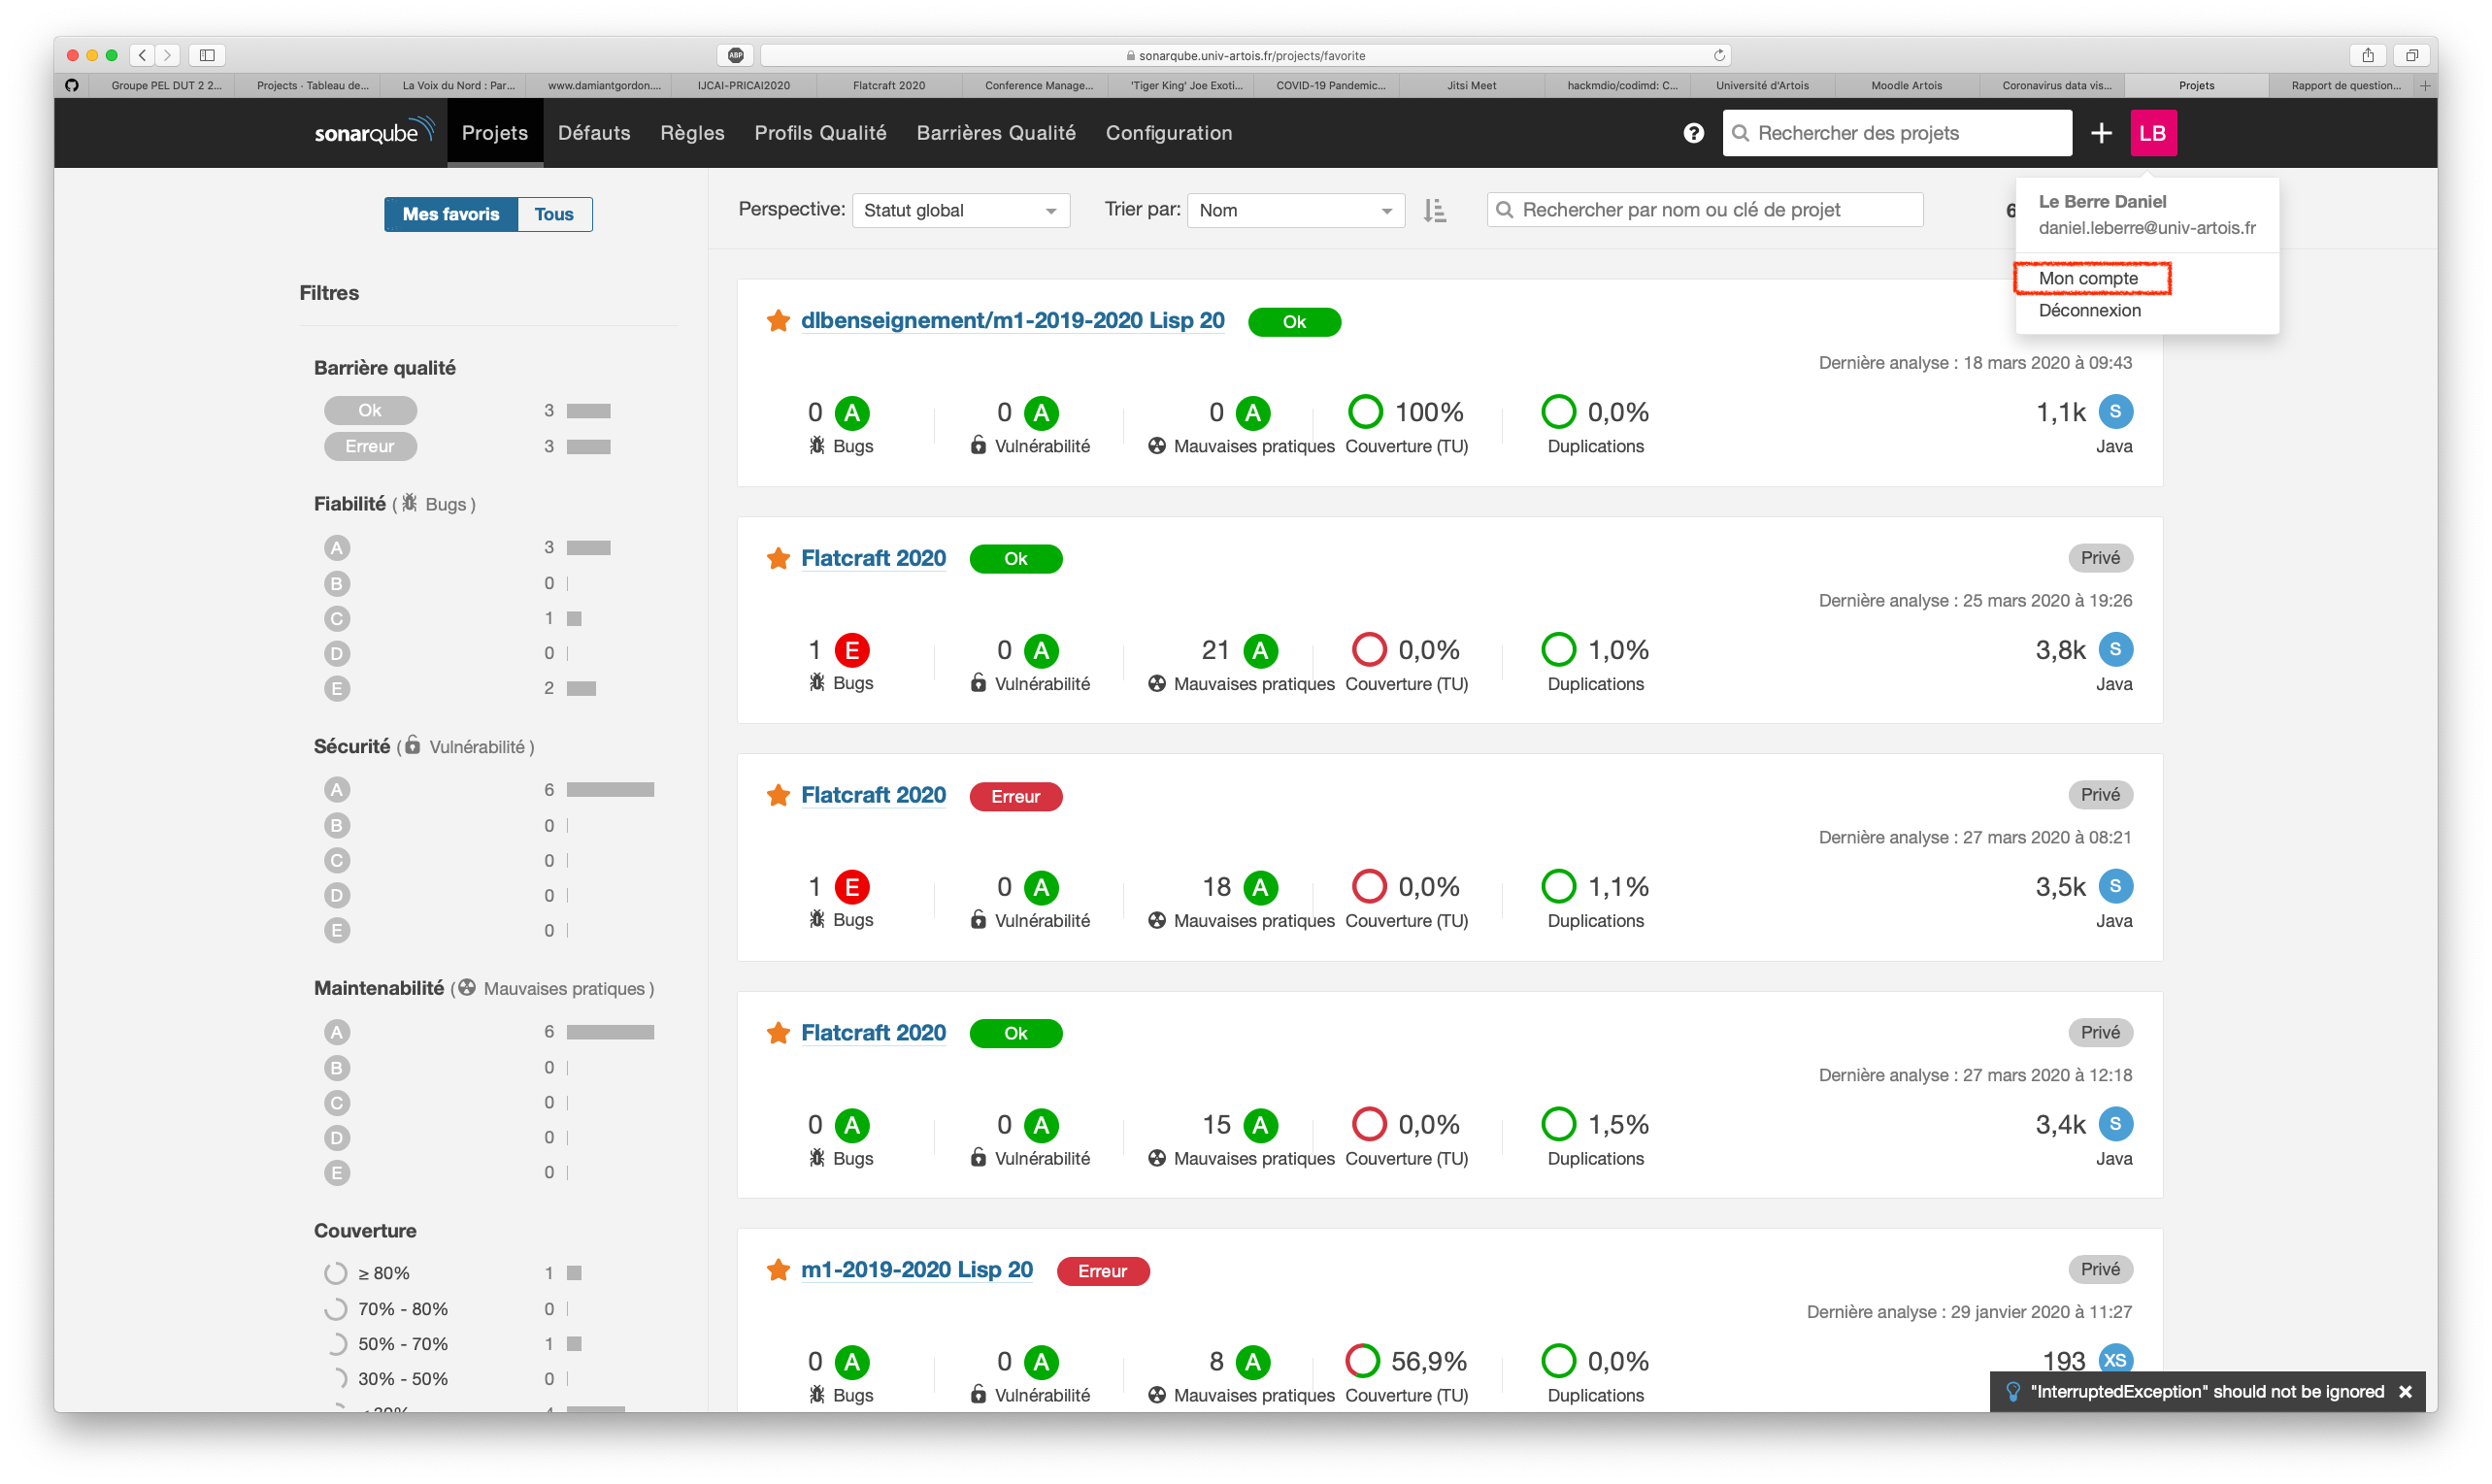 ABP
sonarqube.univ-artois.fr/projects/favorite
Groupe PEL DUT 2 2...
Projects · Tableau de...
La Voix du Nord : Par...
www.damiantgordon....
IJCAI-PRICAI2020
Flatcraft 2020
Conference Manage...
'Tiger King' Joe Exoti...
COVID-19 Pandemic...
Jitsi Meet
hackmdio/codimd: C...
Université d'Artois
Moodle Artois
Coronavirus data vis...
Projets
Rapport de question...
sonarqube
Projets
Défauts
Règles
Profils Qualité
Barrières Qualité
Configuration
Rechercher des projets
LB
Le Berre Daniel
daniel.leberre@univ-artois.fr
Mon compte
Déconnexion
Mes favoris
Tous
Perspective:
Statut global
Trier par:
Nom
Rechercher par nom ou clé de projet
6
Filtres
Barrière qualité
Ok 3
Erreur 3
Fiabilité ( Bugs )
A 3
B 0
C 1
D 0
E 2
Sécurité ( Vulnérabilité )
A 6
B 0
C 0
D 0
E 0
Maintenabilité ( Mauvaises pratiques )
A 6
B 0
C 0
D 0
E 0
Couverture
≥ 80% 1
70% - 80% 0
50% - 70% 1
30% - 50% 0
dlbenseignement/m1-2019-2020 Lisp 20 Ok
Dernière analyse : 18 mars 2020 à 09:43
0 A 0 A 0 A 100% 0,0% 1,1k S
Bugs Vulnérabilité Mauvaises pratiques Couverture (TU) Duplications Java
Flatcraft 2020 Ok Privé
Dernière analyse : 25 mars 2020 à 19:26
1 E 0 A 21 A 0,0% 1,0% 3,8k S
Bugs Vulnérabilité Mauvaises pratiques Couverture (TU) Duplications Java
Flatcraft 2020 Erreur Privé
Dernière analyse : 27 mars 2020 à 08:21
1 E 0 A 18 A 0,0% 1,1% 3,5k S
Bugs Vulnérabilité Mauvaises pratiques Couverture (TU) Duplications Java
Flatcraft 2020 Ok Privé
Dernière analyse : 27 mars 2020 à 12:18
0 A 0 A 15 A 0,0% 1,5% 3,4k S
Bugs Vulnérabilité Mauvaises pratiques Couverture (TU) Duplications Java
m1-2019-2020 Lisp 20 Erreur Privé
Dernière analyse : 29 janvier 2020 à 11:27
0 A 0 A 8 A 56,9% 0,0% 193 XS
Bugs Vulnérabilité Mauvaises pratiques Couverture (TU) Duplications
"InterruptedException" should not be ignored